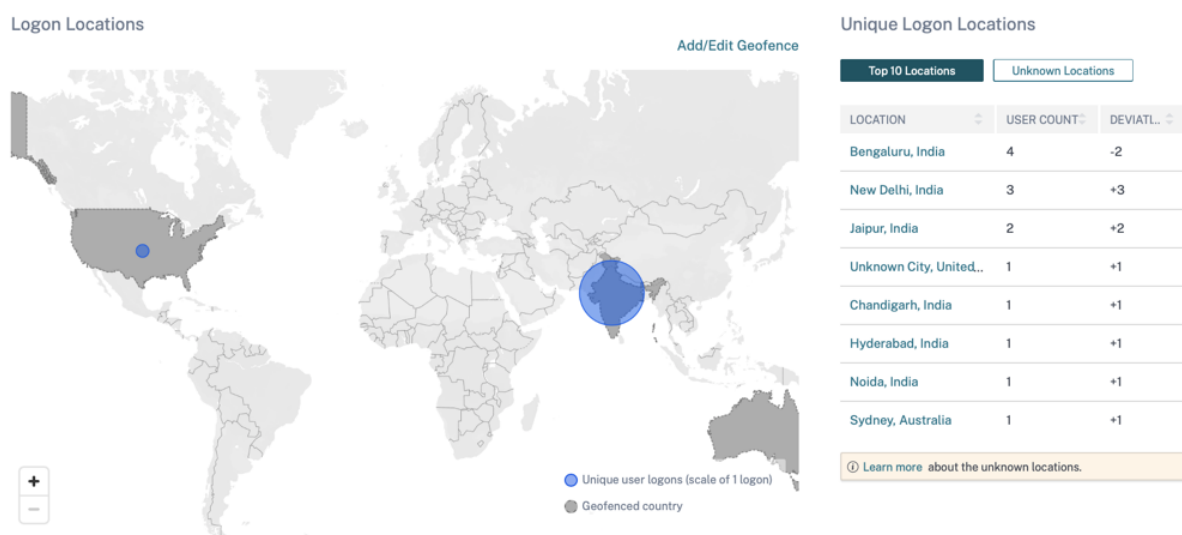 Logon Locations
Add/Edit Geofence
Unique user logons (scale of 1 logon)
Geofenced country
+
−
Unique Logon Locations
Top 10 Locations
Unknown Locations
LOCATION USER COUNT DEVIATI...
Bengaluru, India 4 -2
New Delhi, India 3 +3
Jaipur, India 2 +2
Unknown City, United... 1 +1
Chandigarh, India 1 +1
Hyderabad, India 1 +1
Noida, India 1 +1
Sydney, Australia 1 +1
Learn more about the unknown locations.